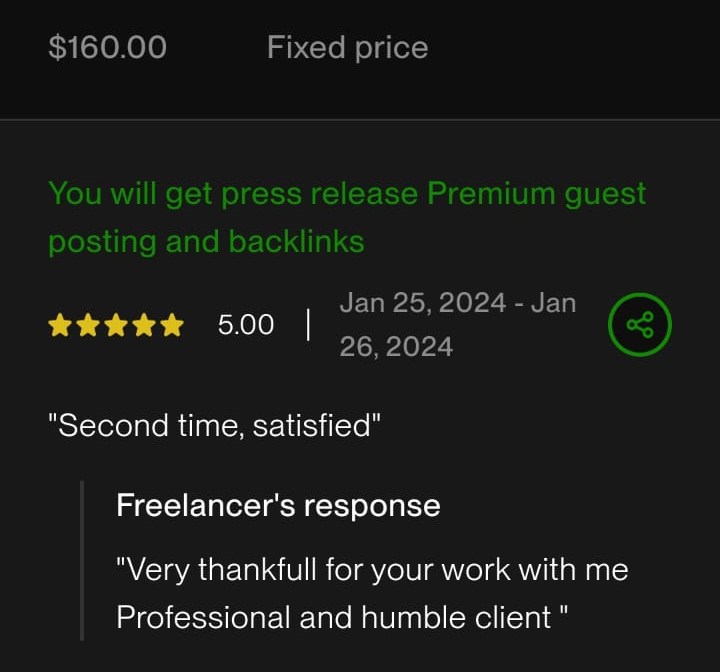 $160.00 Fixed price
You will get press release Premium guest
posting and backlinks
5.00 | Jan 25, 2024 - Jan
26, 2024
"Second time, satisfied"
Freelancer's response
"Very thankfull for your work with me
Professional and humble client "